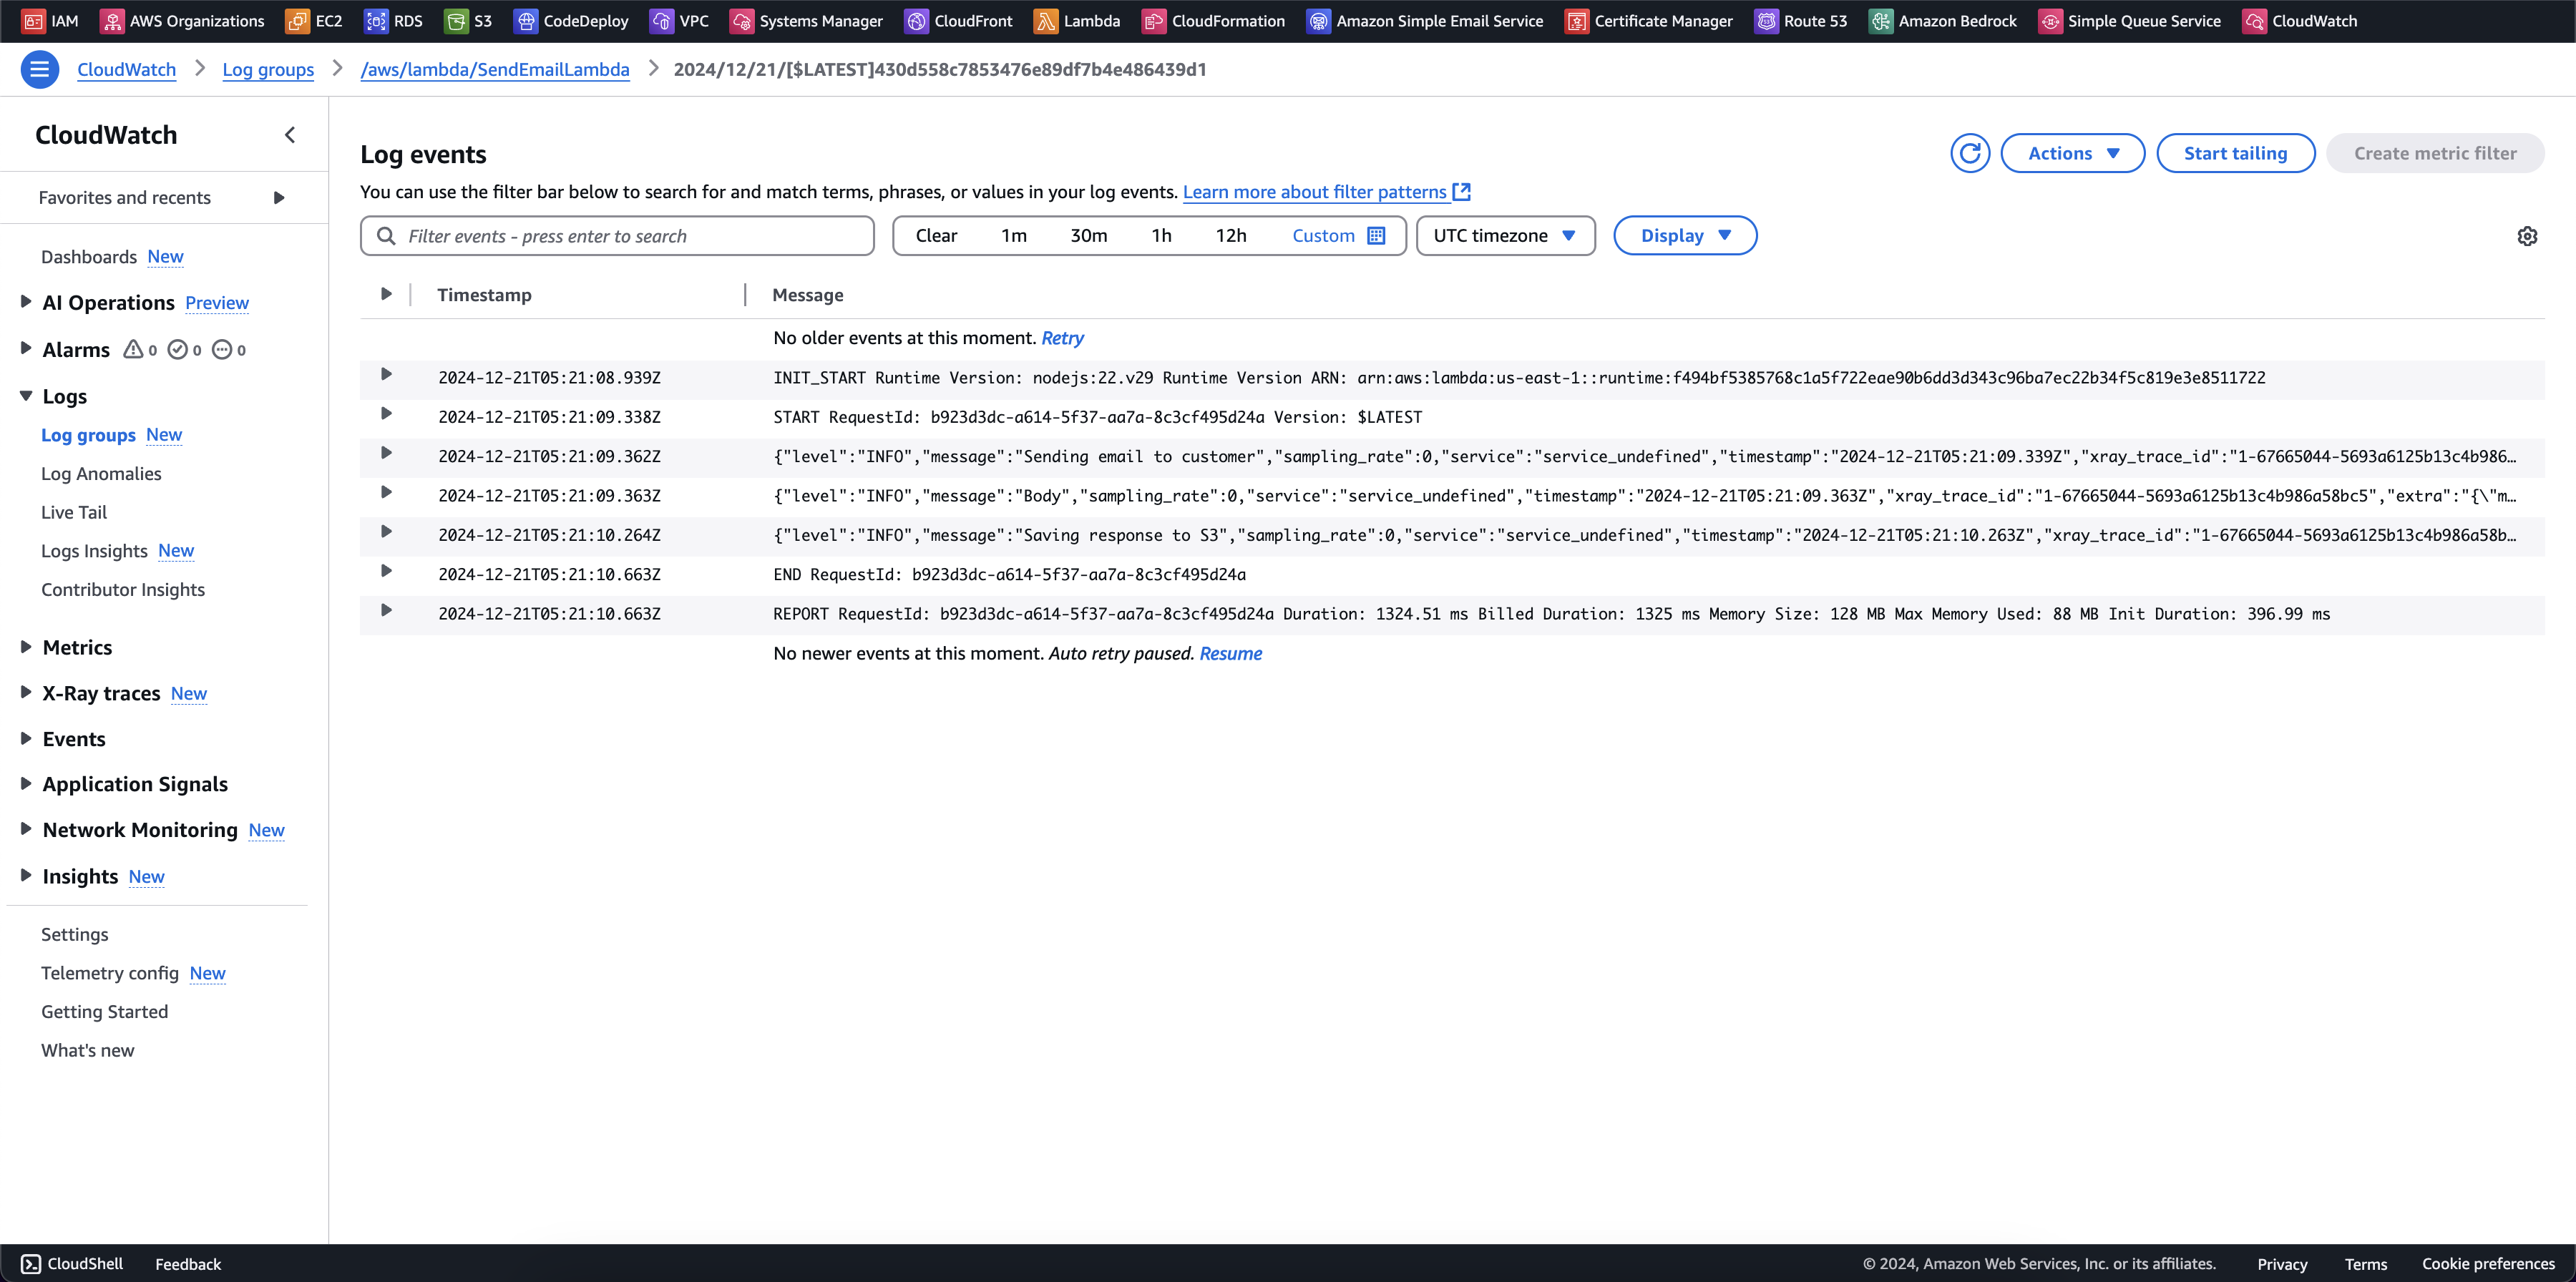 IAM AWS Organizations EC2 RDS S3 CodeDeploy VPC Systems Manager CloudFront Lambda CloudFormation Amazon Simple Email Service Certificate Manager Route 53 Amazon Bedrock Simple Queue Service CloudWatch
CloudWatch > Log groups > /aws/lambda/SendEmailLambda > 2024/12/21/[$LATEST]430d558c7853476e89df7b4e486439d1
CloudWatch
Favorites and recents
Dashboards New
AI Operations Preview
Alarms 0 0 0
Logs
Log groups New
Log Anomalies
Live Tail
Logs Insights New
Contributor Insights
Metrics
X-Ray traces New
Events
Application Signals
Network Monitoring New
Insights New
Settings
Telemetry config New
Getting Started
What's new
Log events
Actions Start tailing Create metric filter
You can use the filter bar below to search for and match terms, phrases, or values in your log events. Learn more about filter patterns
Filter events - press enter to search Clear 1m 30m 1h 12h Custom UTC timezone Display
Timestamp Message
No older events at this moment. Retry
2024-12-21T05:21:08.939Z INIT_START Runtime Version: nodejs:22.v29 Runtime Version ARN: arn:aws:lambda:us-east-1::runtime:f494bf5385768c1a5f722eae90b6dd3d343c96ba7ec22b34f5c819e3e8511722
2024-12-21T05:21:09.338Z START RequestId: b923d3dc-a614-5f37-aa7a-8c3cf495d24a Version: $LATEST
2024-12-21T05:21:09.362Z {"level":"INFO","message":"Sending email to customer","sampling_rate":0,"service":"service_undefined","timestamp":"2024-12-21T05:21:09.339Z","xray_trace_id":"1-67665044-5693a6125b13c4b986…
2024-12-21T05:21:09.363Z {"level":"INFO","message":"Body","sampling_rate":0,"service":"service_undefined","timestamp":"2024-12-21T05:21:09.363Z","xray_trace_id":"1-67665044-5693a6125b13c4b986a58bc5","extra":"{\"m…
2024-12-21T05:21:10.264Z {"level":"INFO","message":"Saving response to S3","sampling_rate":0,"service":"service_undefined","timestamp":"2024-12-21T05:21:10.263Z","xray_trace_id":"1-67665044-5693a6125b13c4b986a58b…
2024-12-21T05:21:10.663Z END RequestId: b923d3dc-a614-5f37-aa7a-8c3cf495d24a
2024-12-21T05:21:10.663Z REPORT RequestId: b923d3dc-a614-5f37-aa7a-8c3cf495d24a Duration: 1324.51 ms Billed Duration: 1325 ms Memory Size: 128 MB Max Memory Used: 88 MB Init Duration: 396.99 ms
No newer events at this moment. Auto retry paused. Resume
CloudShell Feedback © 2024, Amazon Web Services, Inc. or its affiliates. Privacy Terms Cookie preferences